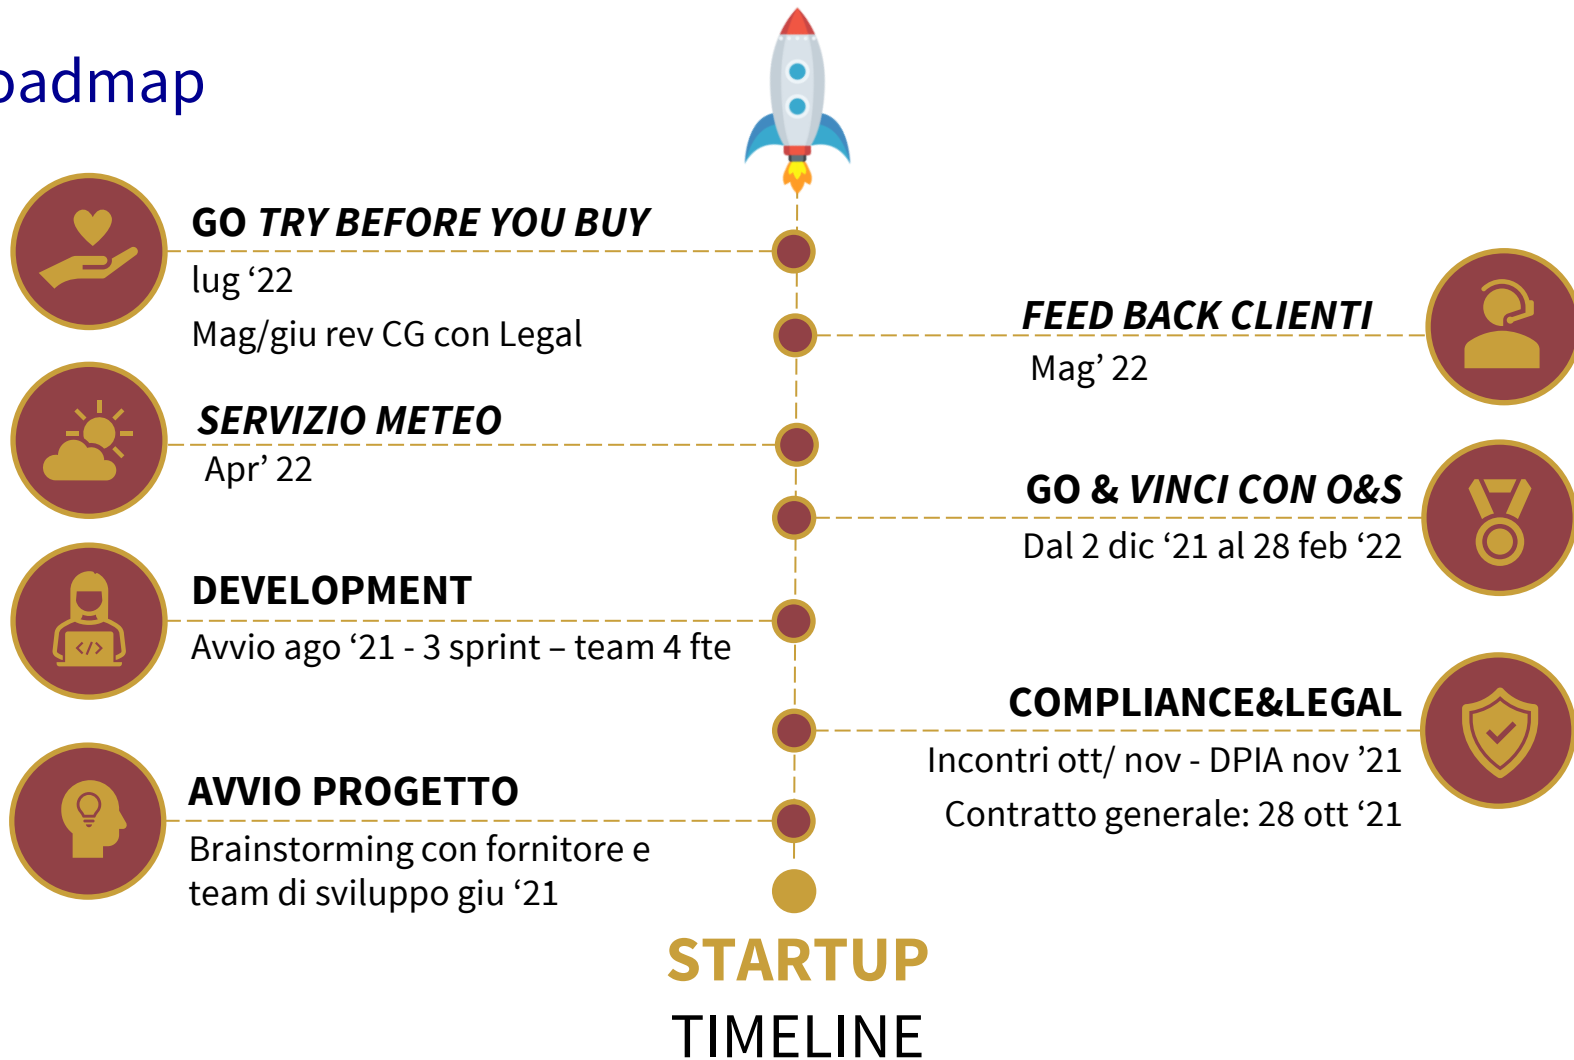 oadmap
GO TRY BEFORE YOU BUY
lug ‘22
Mag/giu rev CG con Legal
FEED BACK CLIENTI
Mag’ 22
SERVIZIO METEO
Apr’ 22
GO & VINCI CON O&S
Dal 2 dic ‘21 al 28 feb ‘22
DEVELOPMENT
Avvio ago ‘21 - 3 sprint – team 4 fte
</>
COMPLIANCE&LEGAL
Incontri ott/ nov - DPIA nov ’21
Contratto generale: 28 ott ‘21
AVVIO PROGETTO
Brainstorming con fornitore e
team di sviluppo giu ‘21
STARTUP
TIMELINE